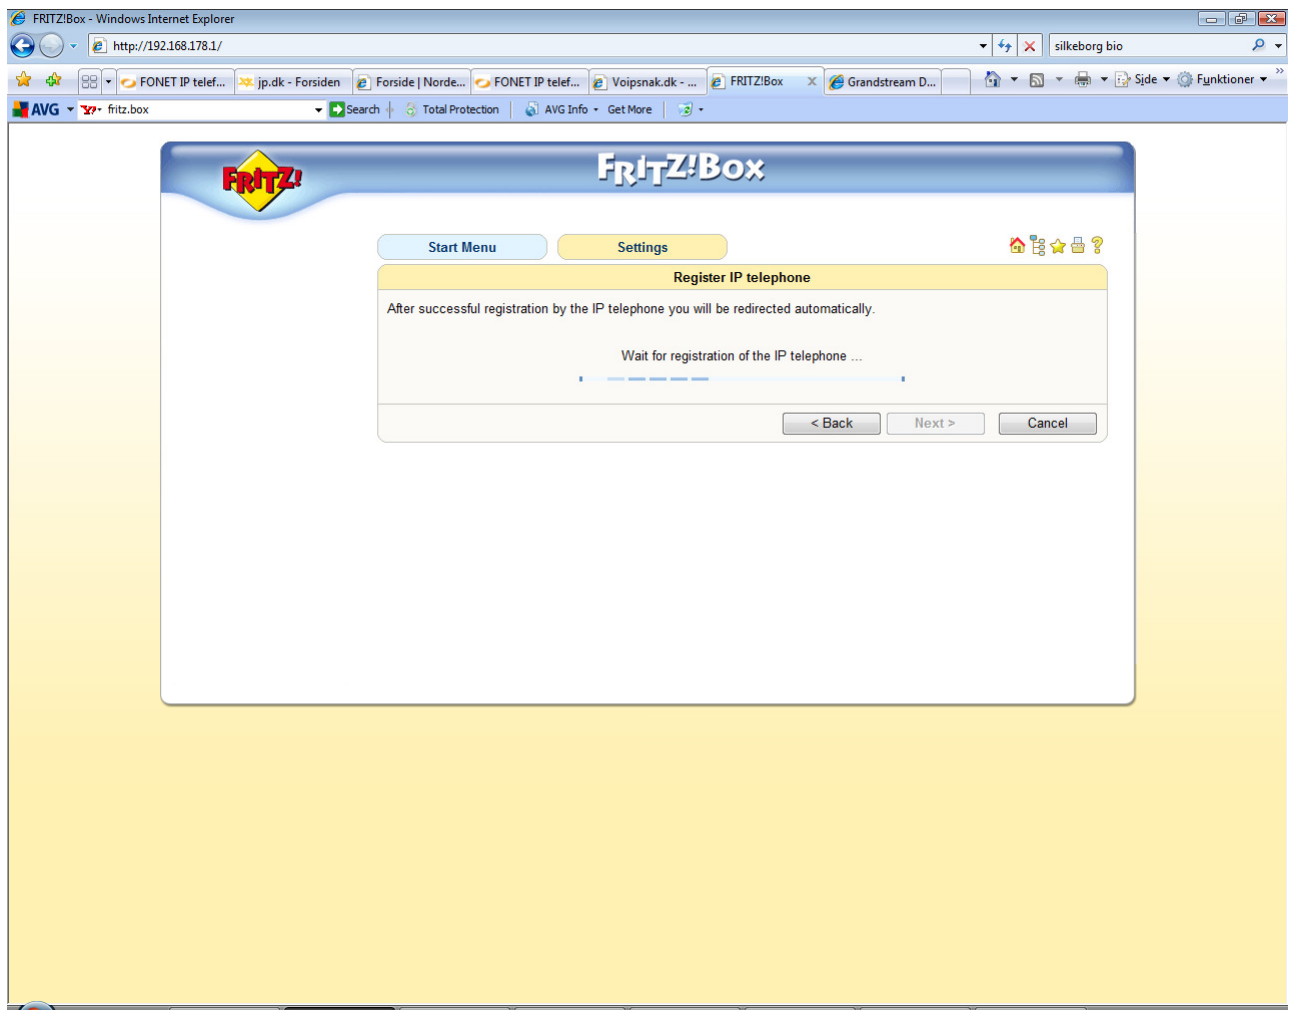 FRITZ!Box - Windows Internet Explorer
http://192.168.178.1/
silkeborg bio
FONET IP telef...
jp.dk - Forsiden
Forside | Norde...
FONET IP telef...
Voipsnak.dk - ...
FRITZ!Box
Grandstream D...
Side
Funktioner
AVG
Y?
fritz.box
Search
Total Protection
AVG Info
Get More
FRITZ!
FRITZ!Box
Start Menu
Settings
Register IP telephone
After successful registration by the IP telephone you will be redirected automatically.
Wait for registration of the IP telephone ...
< Back
Next >
Cancel